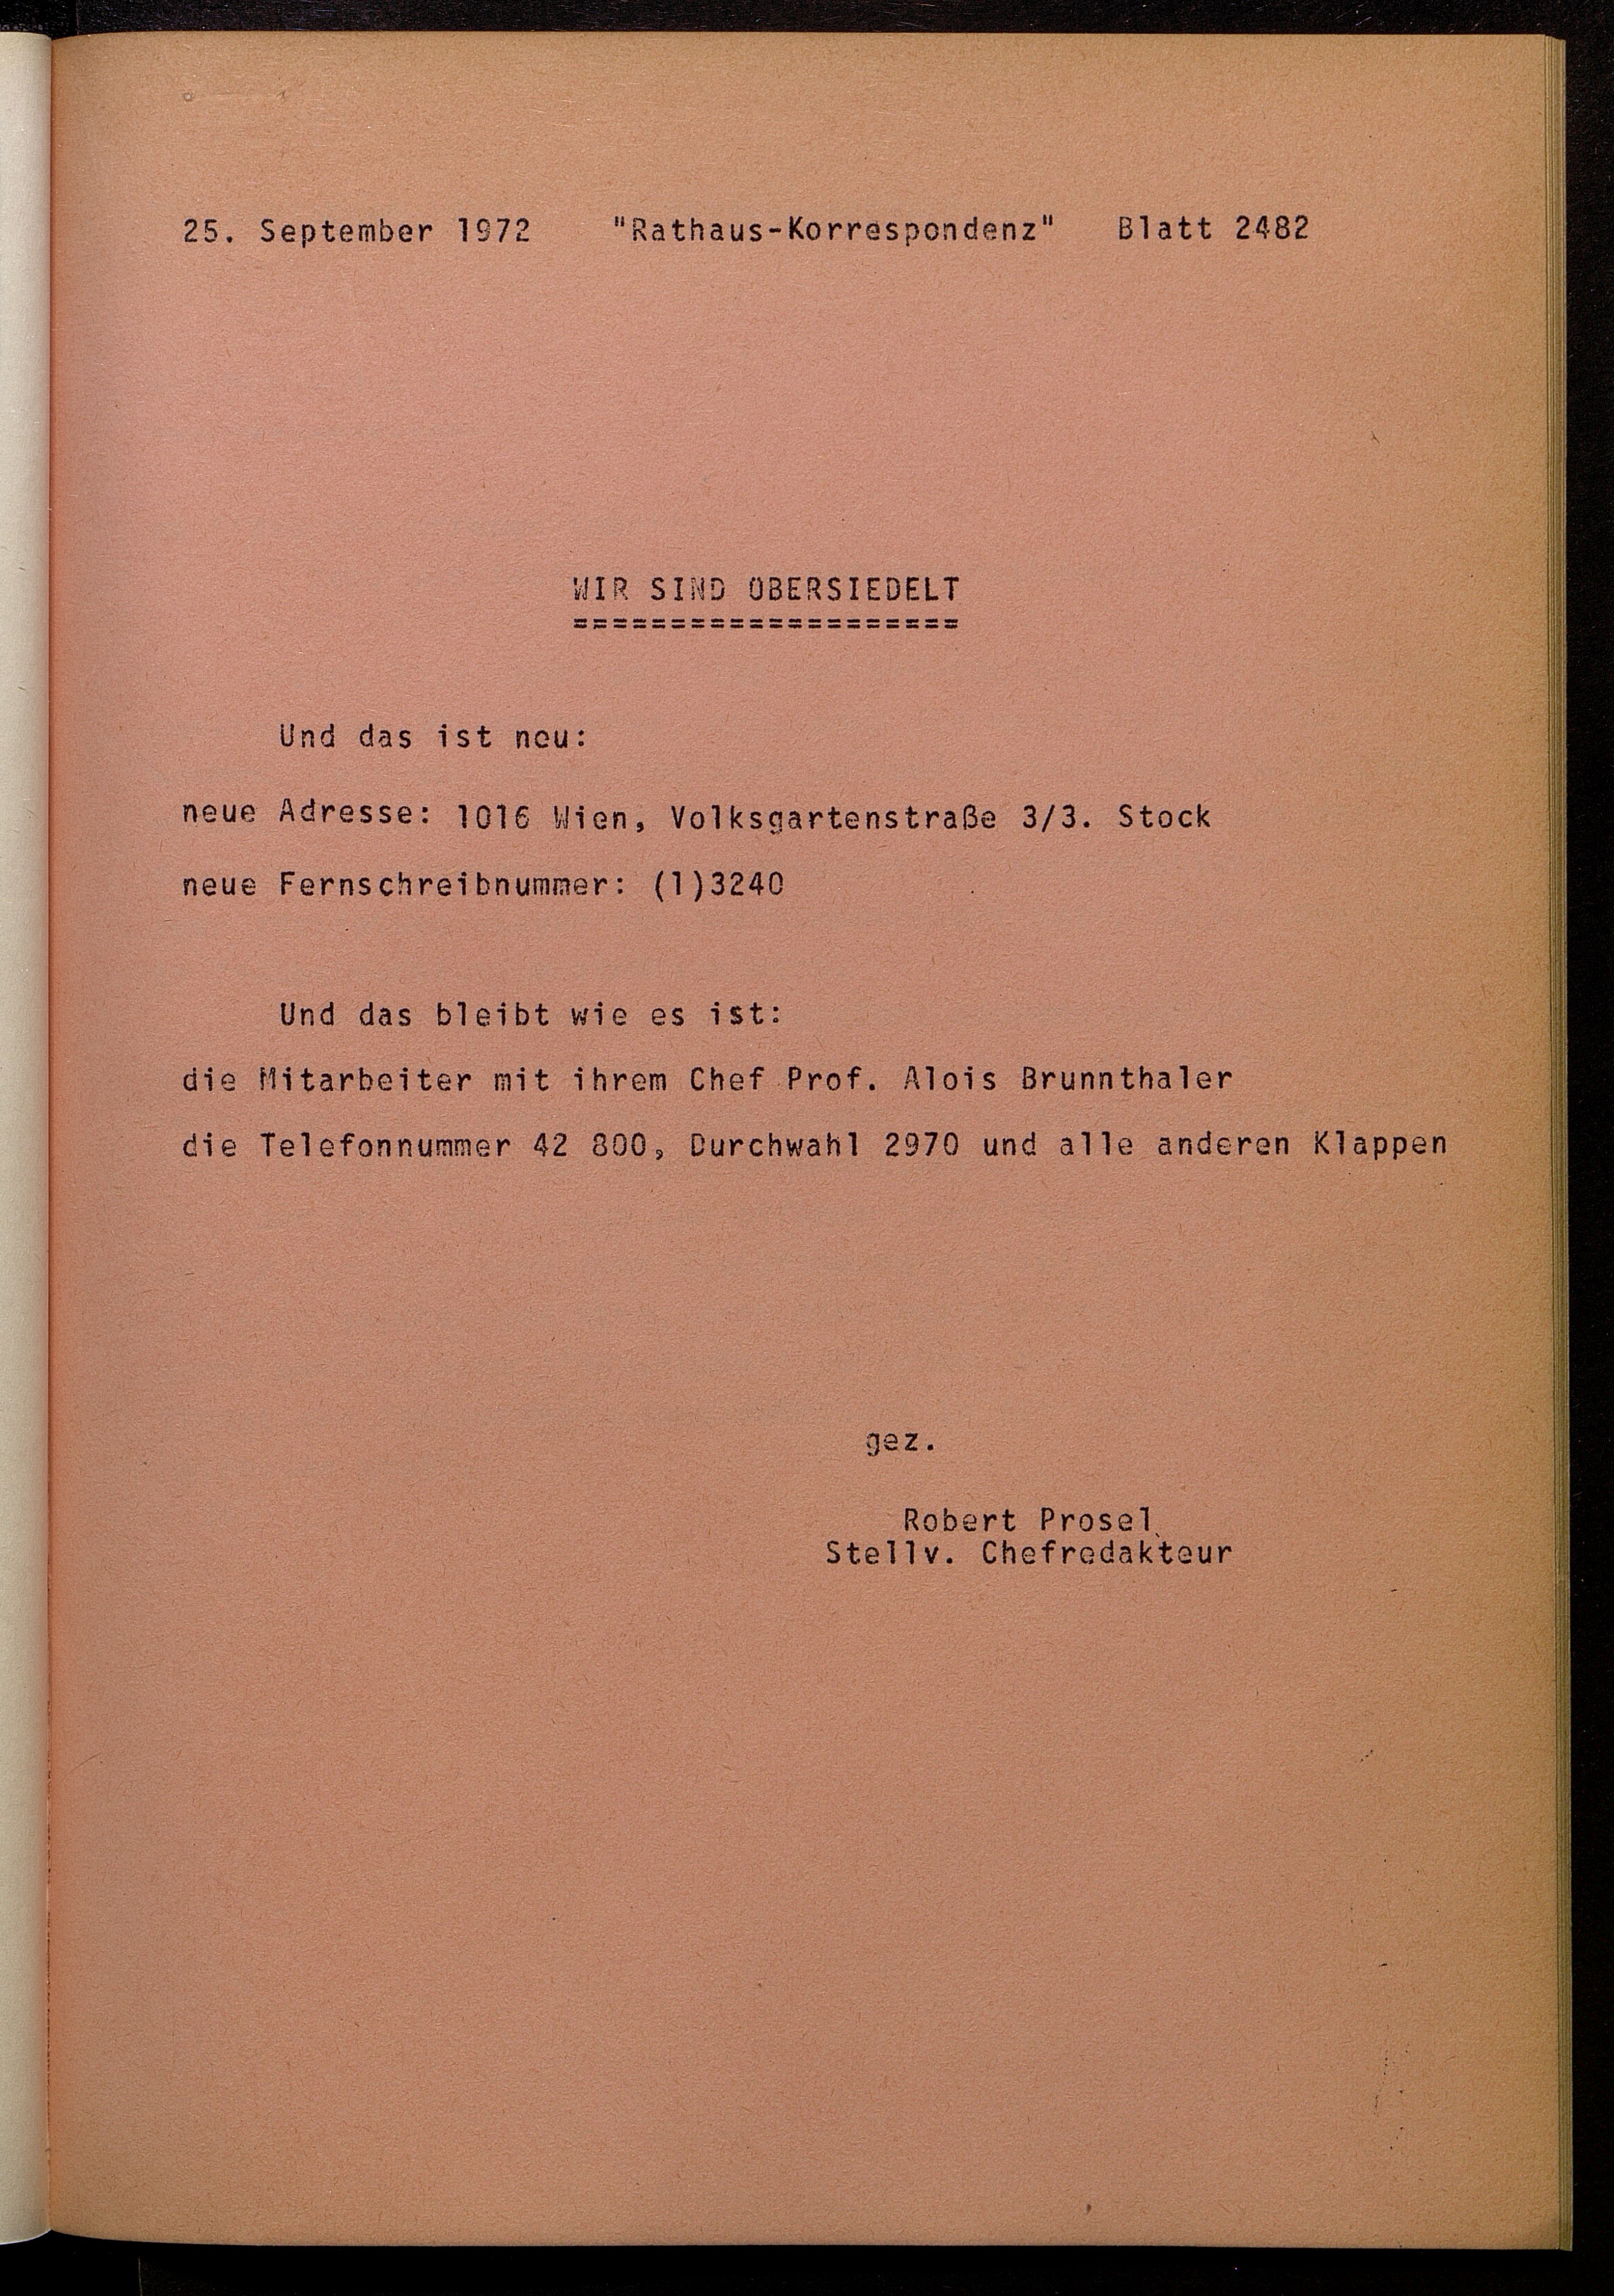 25. September 1972 "Rathaus-Korrespondenz" Blatt 2482
WIR SIND ÜBERSIEDELT
====================
Und das ist neu:
neue Adresse: 1016 Wien, Volksgartenstraße 3/3. Stock
neue Fernschreibnummer: (1)3240
Und das bleibt wie es ist:
die Mitarbeiter mit ihrem Chef Prof. Alois Brunnthaler
die Telefonnummer 42 800, Durchwahl 2970 und alle anderen Klappen
gez.
Robert Prosel
Stellv. Chefredakteur